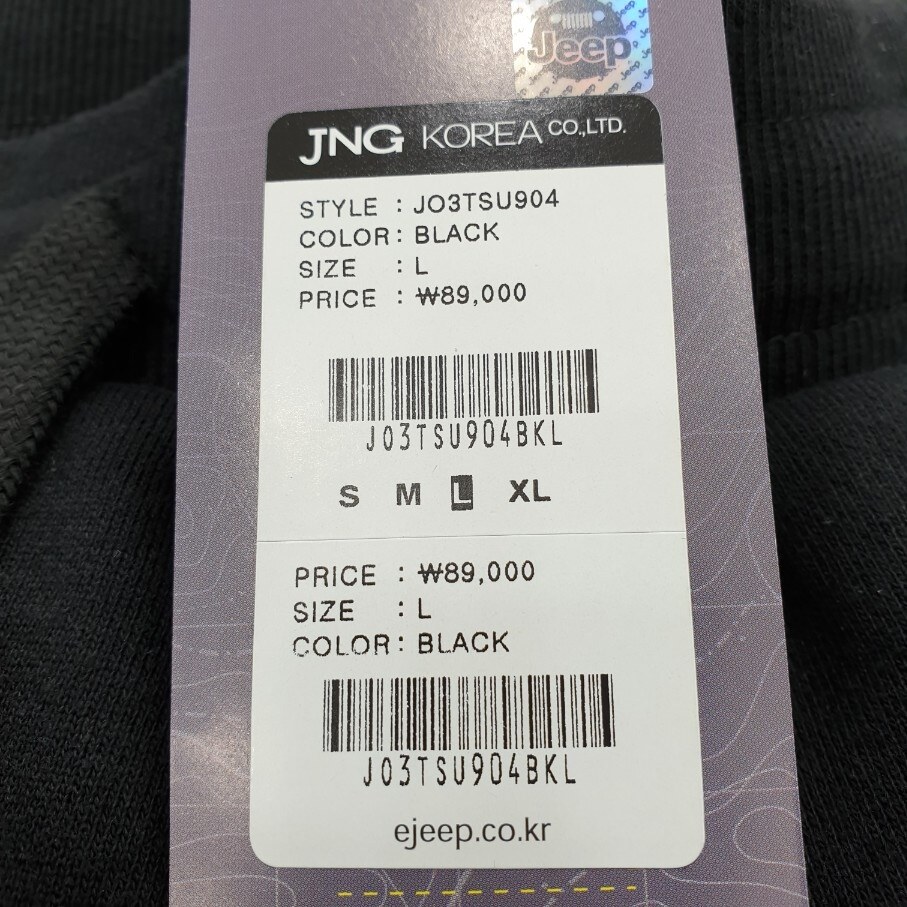 Jeep
JNG KOREA CO.,LTD.
STYLE : JO3TSU904
COLOR : BLACK
SIZE : L
PRICE : ₩89,000
J03TSU904BKL
S M L XL
PRICE : ₩89,000
SIZE : L
COLOR : BLACK
J03TSU904BKL
ejeep.co.kr